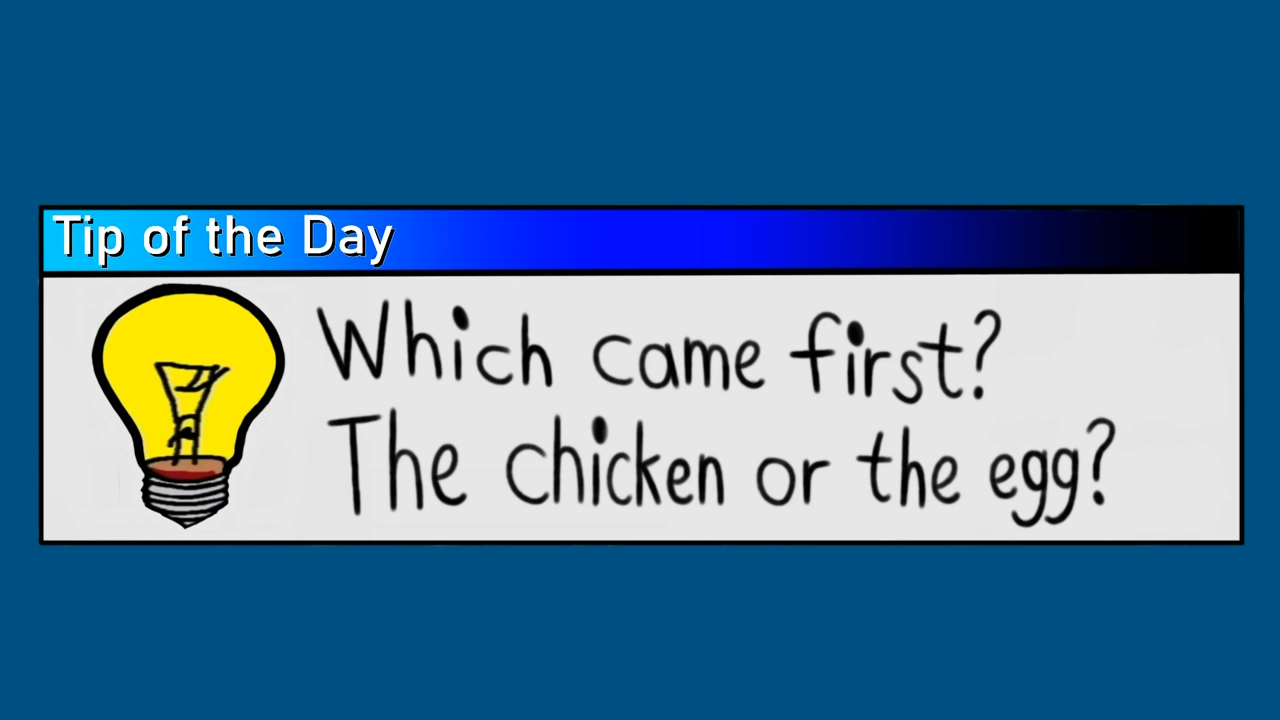 Tip of the Day
Which came first?
The chicken or the egg?